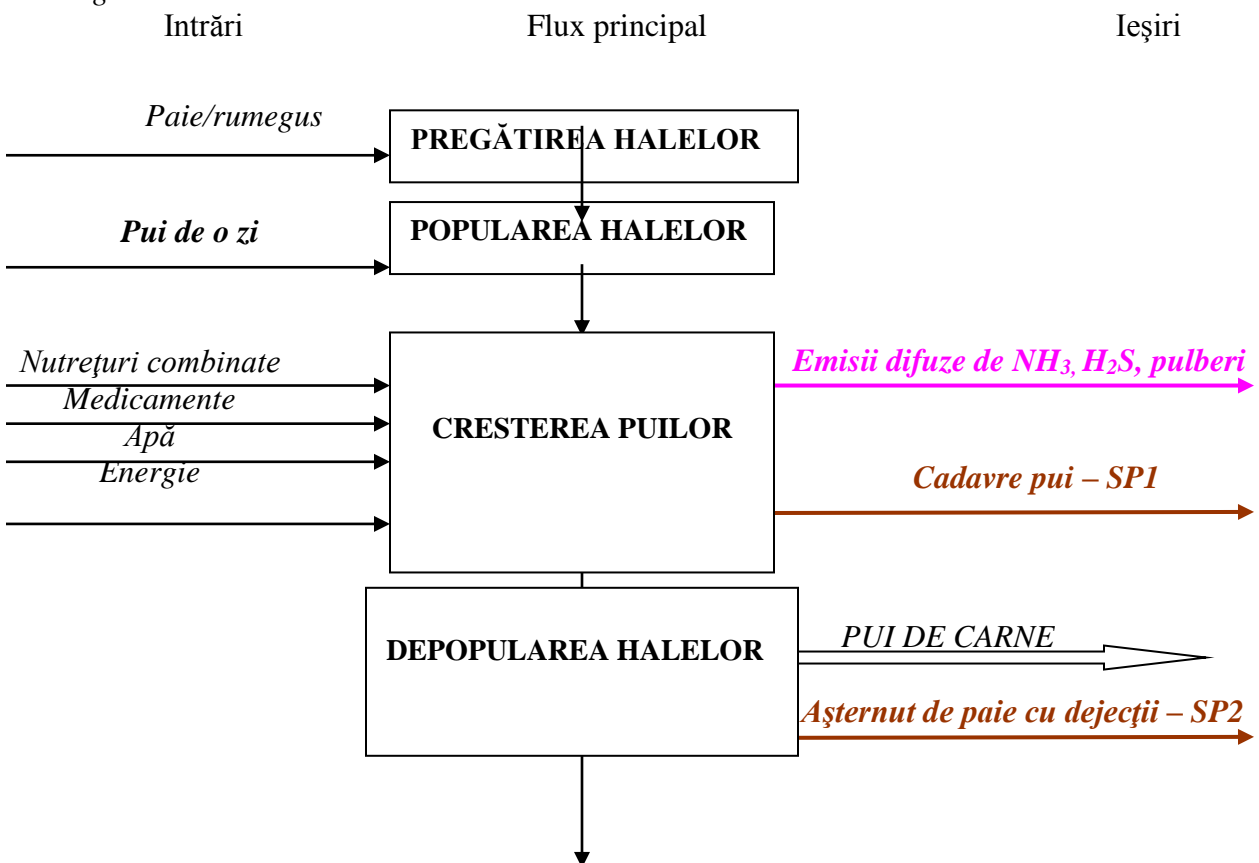 Intrări Flux principal Ieşiri
Paie/rumegus
PREGĂTIREA HALELOR
Pui de o zi
POPULAREA HALELOR
Nutreţuri combinate
Medicamente
Apă
Energie
CRESTEREA PUILOR
Emisii difuze de NH₃, H₂S, pulberi
Cadavre pui – SP1
DEPOPULAREA HALELOR
PUI DE CARNE
Aşternut de paie cu dejecţii – SP2